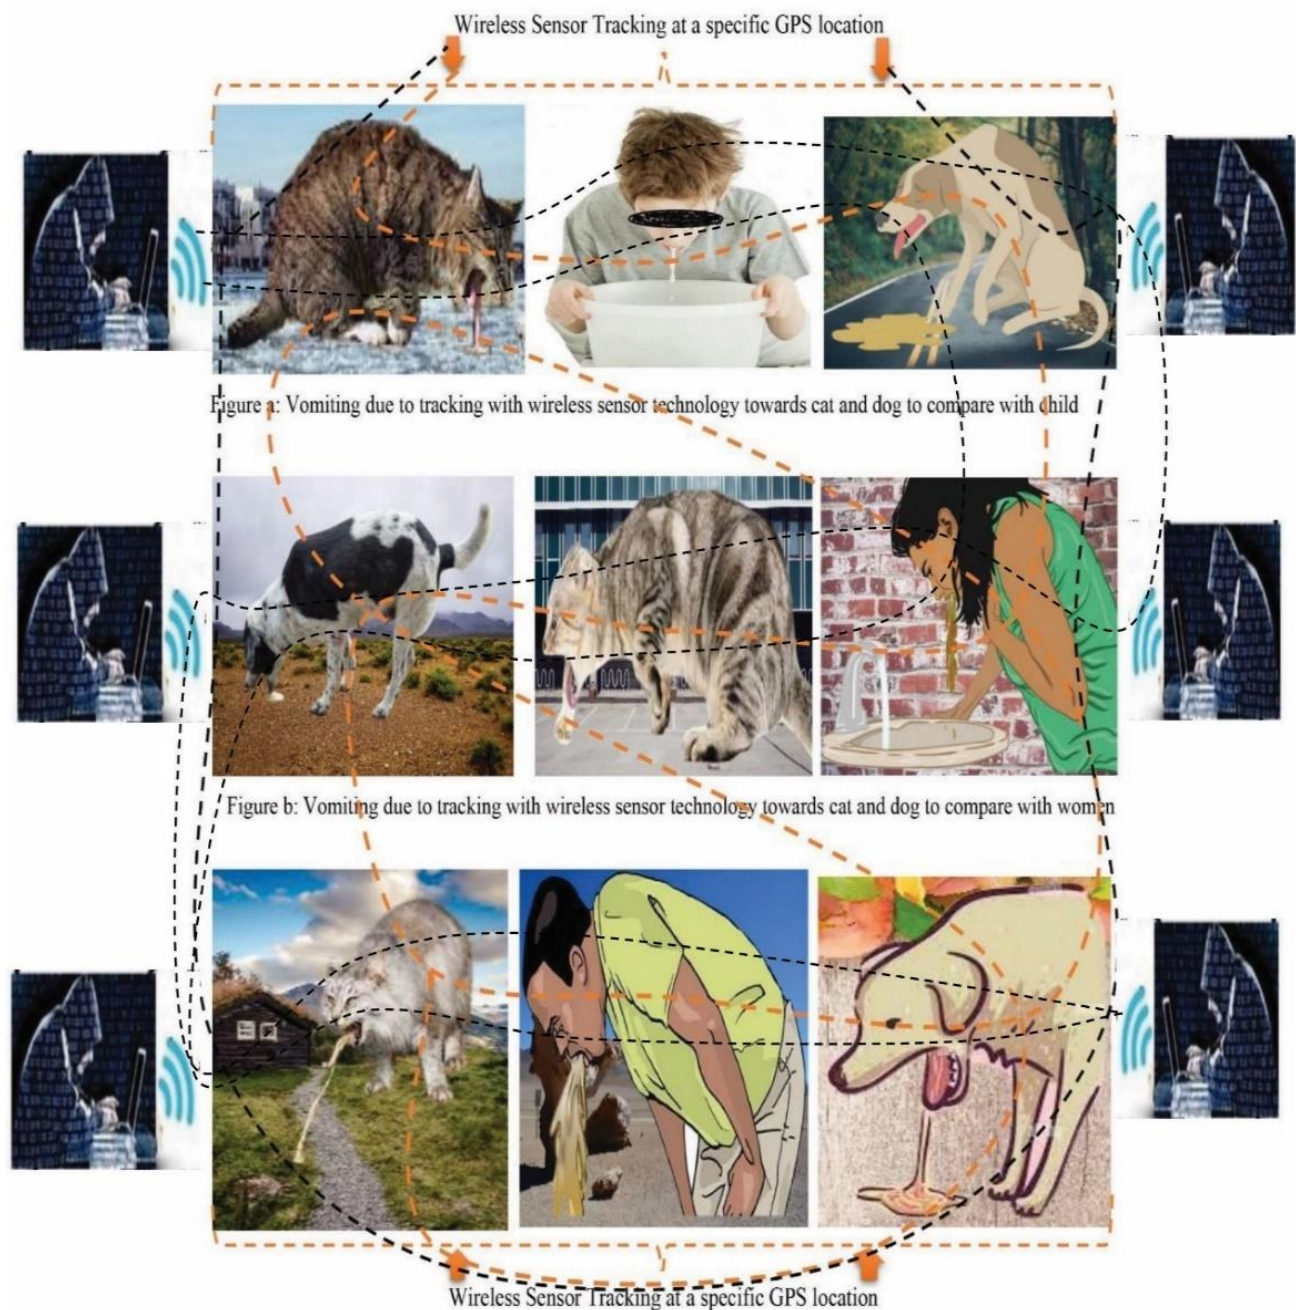 Wireless Sensor Tracking at a specific GPS location
Figure a: Vomiting due to tracking with wireless sensor technology towards cat and dog to compare with child
Figure b: Vomiting due to tracking with wireless sensor technology towards cat and dog to compare with women
Wireless Sensor Tracking at a specific GPS location